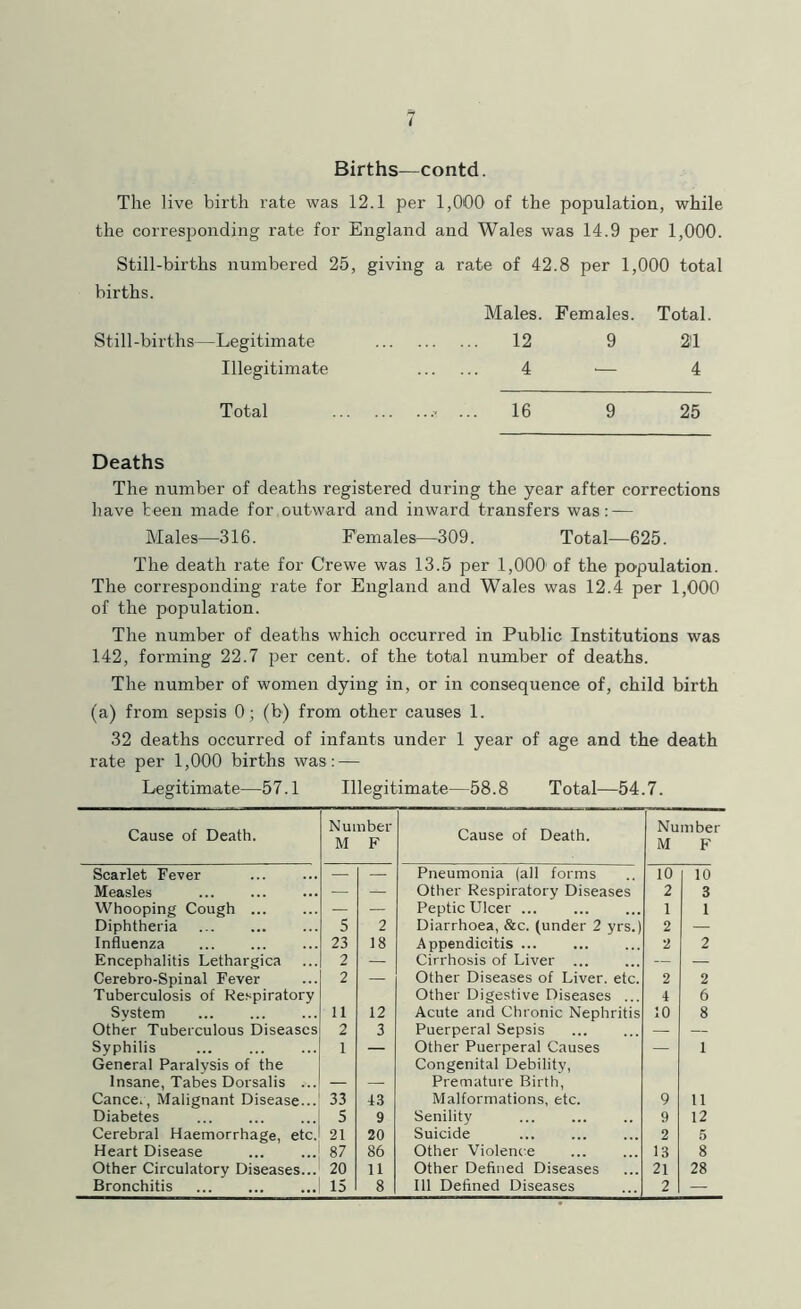 7
Births—contd.
The live birth rate was 12.1 per 1,000 of the population, while
the corresponding rate for England and Wales was 14.9 per 1,000.
Still-births numbered 25, giving a rate of 42.8 per 1,000 total
births.
Males. Females. Total.
Still-births—Legitimate ... ... ... 12 9 21
Illegitimate ... ... 4 — 4
Total ... ... ... ... 16 9 25
Deaths
The number of deaths registered during the year after corrections
have been made for outward and inward transfers was:—
Males—316. Females—309. Total—625.
The death rate for Crewe was 13.5 per 1,000 of the population.
The corresponding rate for England and Wales was 12.4 per 1,000
of the population.
The number of deaths which occurred in Public Institutions was
142, forming 22.7 per cent. of the total number of deaths.
The number of women dying in, or in consequence of, child birth
(a) from sepsis 0; (b) from other causes 1.
32 deaths occurred of infants under 1 year of age and the death
rate per 1,000 births was:—
Legitimate—57.1 Illegitimate—58.8 Total—54.7.
Cause of Death. Number M F Cause of Death. Number M F
Scarlet Fever ... ... — — Pneumonia (all forms .. 10 10
Measles ... ... ... — — Other Respiratory Diseases 2 3
Whooping Cough ... ... — — Peptic Ulcer ... ... ... 1 1
Diphtheria ... ... ... 5 2 Diarrhoea, &c. (under 2 yrs.) 2 —
Influenza ... ... ... 23 18 Appendicitis ... ... ... 2 2
Encephalitis Lethargica ... 2 — Cirrhosis of Liver ... ... — —
Cerebro-Spinal Fever ... 2 — Other Diseases of Liver. etc. 2 2
Tuberculosis of Respiratory Other Digestive Diseases ... 4 6
System ... ... ... 11 12 Acute and Chronic Nephritis 10 8
Other Tuberculous Diseases 2 3 Puerperal Sepsis ... ... — —
Syphilis ... ... ... 1 — Other Puerperal Causes — 1
General Paralysis of the Congenital Debility,
Insane, Tabes Dorsalis ... — — Premature Birth,
Cancer, Malignant Disease... 33 43 Malformations, etc. 9 11
Diabetes ... ... ... 5 9 Senility ... ... .. 9 12
Cerebral Haemorrhage, etc. 21 20 Suicide ... ... ... 2 5
Heart Disease ... ... 87 86 Other Violence ... ... 13 8
Other Circulatory Diseases... 20 11 Other Defined Diseases ... 21 28
Bronchitis ... ... ... 15 8 Ill Defined Diseases ... 2 —